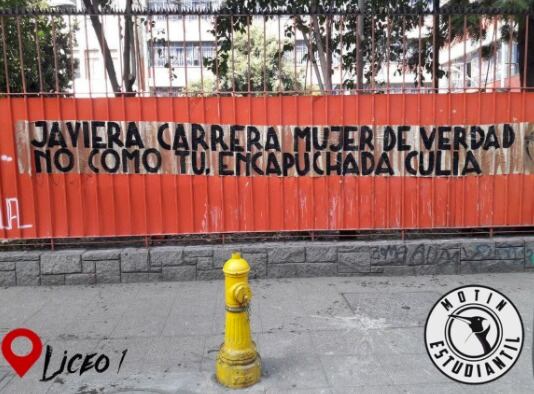 JAVIERA CARRERA MUJER DE VERDAD
NO COMO TU, ENCAPUCHADA CULIA
LICEO 1
MOTIN
ESTUDIANTIL